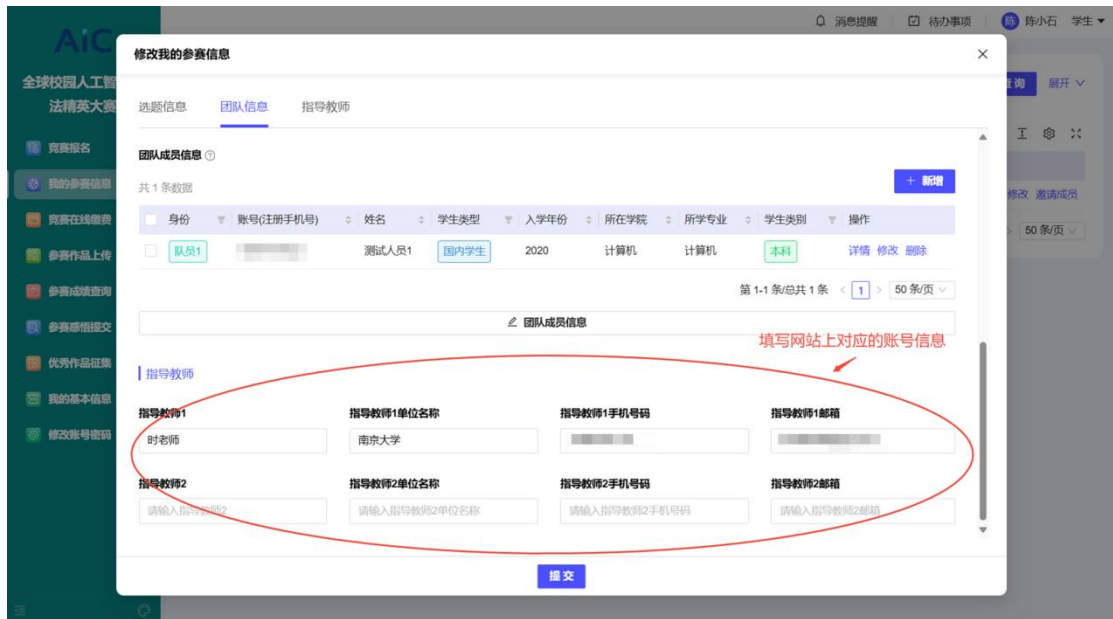 消息提醒 待办事项 陈 陈小石 学生
AiC
修改我的参赛信息
全球校园人工智
法精英大赛
查询 展开
选题信息 团队信息 指导教师
竞赛报名
团队成员信息
我的参赛信息
共 1 条数据
+ 新增
修改 邀请成员
竞赛在线缴费
身份 账号(注册手机号) 姓名 学生类型 入学年份 所在学院 所学专业 学生类别 操作
50 条/页
队员1 测试人员1 国内学生 2020 计算机 计算机 本科 详情 修改 删除
参赛作品上传
参赛成绩查询
第 1-1 条/总共 1 条 < 1 > 50 条/页
参赛感悟提交
团队成员信息
填写网站上对应的账号信息
优秀作品征集
指导教师
我的基本信息
指导教师1 指导教师1单位名称 指导教师1手机号码 指导教师1邮箱
修改账号密码
时老师 南京大学
指导教师2 指导教师2单位名称 指导教师2手机号码 指导教师2邮箱
请输入指导教师2 请输入指导教师2单位名称 请输入指导教师2手机号码 请输入指导教师2邮箱
提交